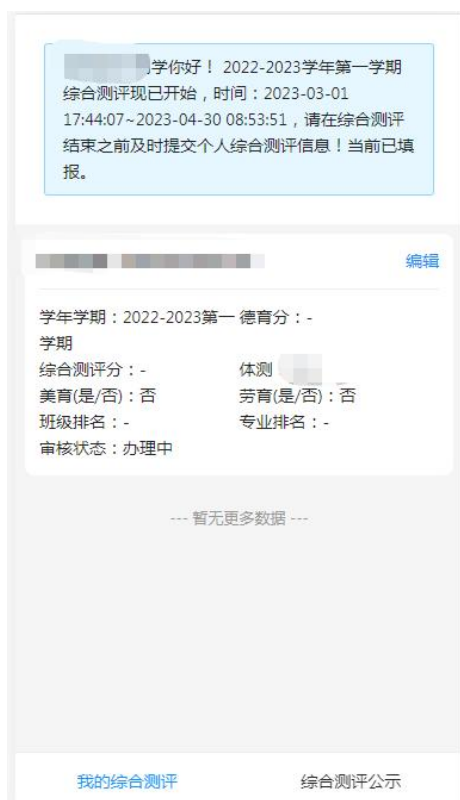 学你好！ 2022-2023学年第一学期
综合测评现已开始，时间：2023-03-01
17:44:07~2023-04-30 08:53:51，请在综合测评
结束之前及时提交个人综合测评信息！当前已填
报。
编辑
学年学期：2022-2023第一 德育分：-
学期
综合测评分：- 体测
美育(是/否)：否 劳育(是/否)：否
班级排名：- 专业排名：-
审核状态：办理中
--- 暂无更多数据 ---
我的综合测评 综合测评公示